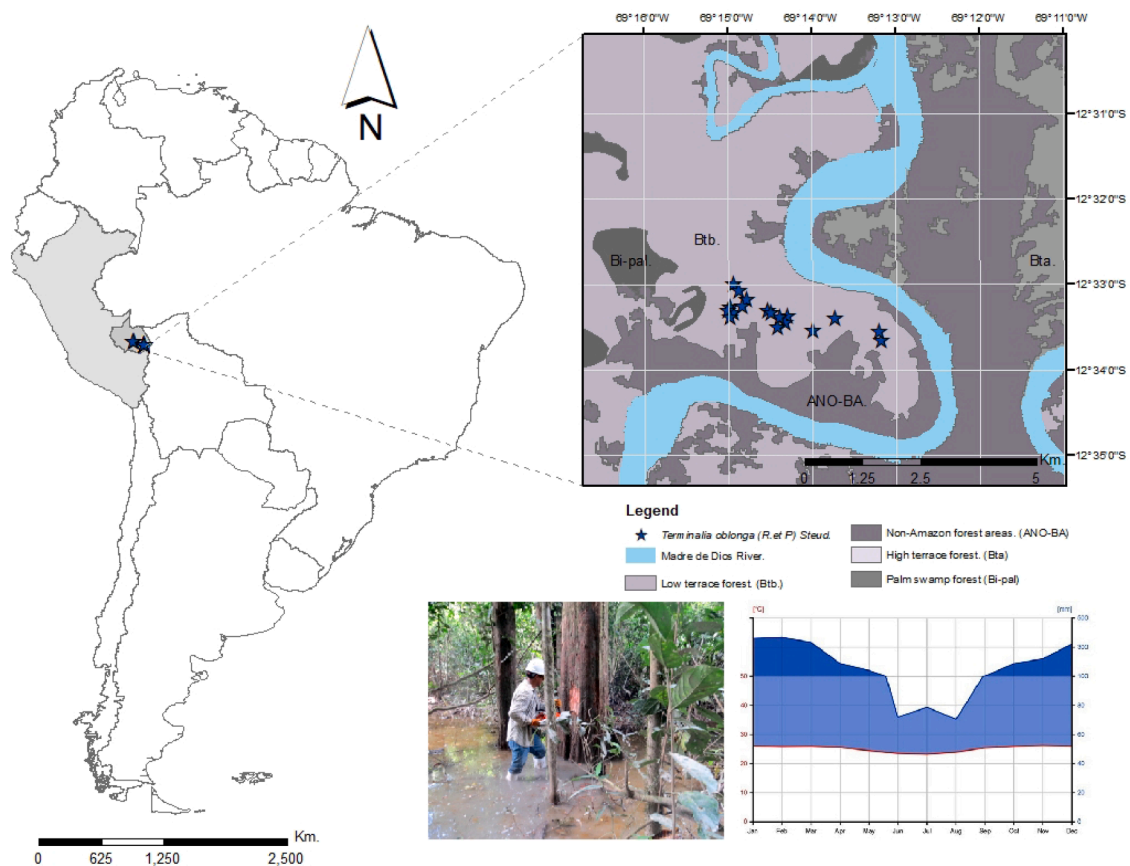 N
Km.
0 625 1,250 2,500
69°16'0"W 69°15'0"W 69°14'0"W 69°13'0"W 69°12'0"W 69°11'0"W
12°31'0"S
12°32'0"S
12°33'0"S
12°34'0"S
12°35'0"S
Btb.
Bi-pal.
Bta.
ANO-BA.
Km.
0 1.25 2.5 5
Legend
Terminalia oblonga (R.et P) Steud.
Madre de Dios River.
Low terrace forest. (Btb.)
Non-Amazon forest areas. (ANO-BA)
High terrace forest. (Bta)
Palm swamp forest (Bi-pal)
[°C] [mm]
500
300
50 100
40 80
30 60
20 40
10 20
0 0
Jan Feb Mar Apr May Jun Jul Aug Sep Oct Nov Dec